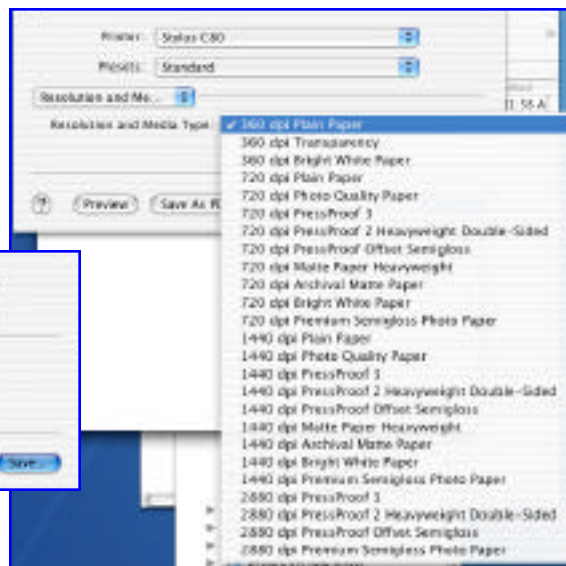 Printer: Stylus C80
Presets: Standard
Resolution and Me...
Resolution and Media Type:
✓ 360 dpi Plain Paper
360 dpi Transparency
360 dpi Bright White Paper
720 dpi Plain Paper
720 dpi Photo Quality Paper
720 dpi PressProof 3
720 dpi PressProof 2 Heavyweight Double-Sided
720 dpi PressProof Offset Semigloss
720 dpi Matte Paper Heavyweight
720 dpi Archival Matte Paper
720 dpi Bright White Paper
720 dpi Premium Semigloss Photo Paper
1440 dpi Plain Paper
1440 dpi Photo Quality Paper
1440 dpi PressProof 3
1440 dpi PressProof 2 Heavyweight Double-Sided
1440 dpi PressProof Offset Semigloss
1440 dpi Matte Paper Heavyweight
1440 dpi Archival Matte Paper
1440 dpi Bright White Paper
1440 dpi Premium Semigloss Photo Paper
2880 dpi PressProof 3
2880 dpi PressProof 2 Heavyweight Double-Sided
2880 dpi PressProof Offset Semigloss
2880 dpi Premium Semigloss Photo Paper
? Preview Save As
Save...